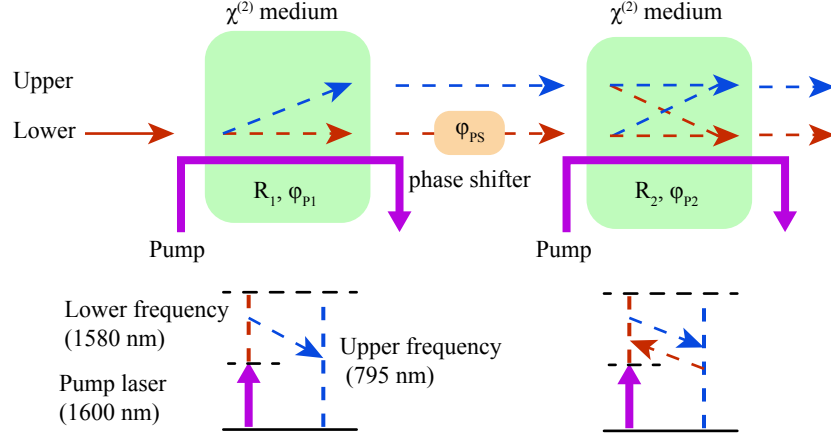 χ⁽²⁾ medium
χ⁽²⁾ medium
Upper
Lower
φPS
phase shifter
R1, φP1
R2, φP2
Pump
Pump
Lower frequency
(1580 nm)
Upper frequency
(795 nm)
Pump laser
(1600 nm)